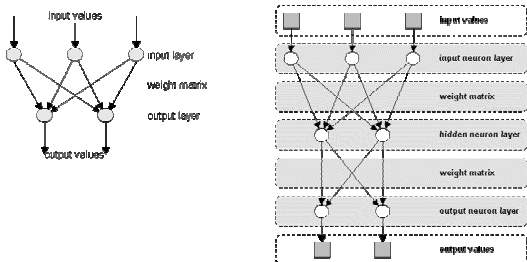 input values
input layer
weight matrix
output layer
output values
input values
input neuron layer
weight matrix
hidden neuron layer
weight matrix
output neuron layer
output values